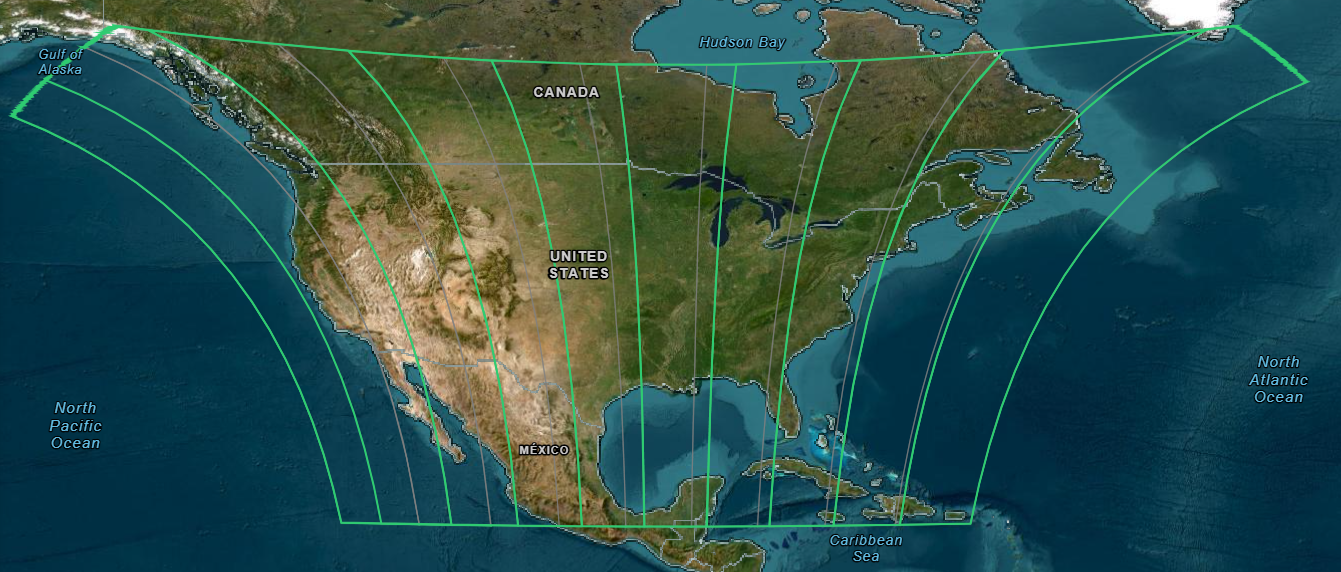 Hudson Bay
Gulf of
Alaska
CANADA
UNITED
STATES
North
Atlantic
Ocean
North
Pacific
Ocean
MÉXICO
Caribbean
Sea